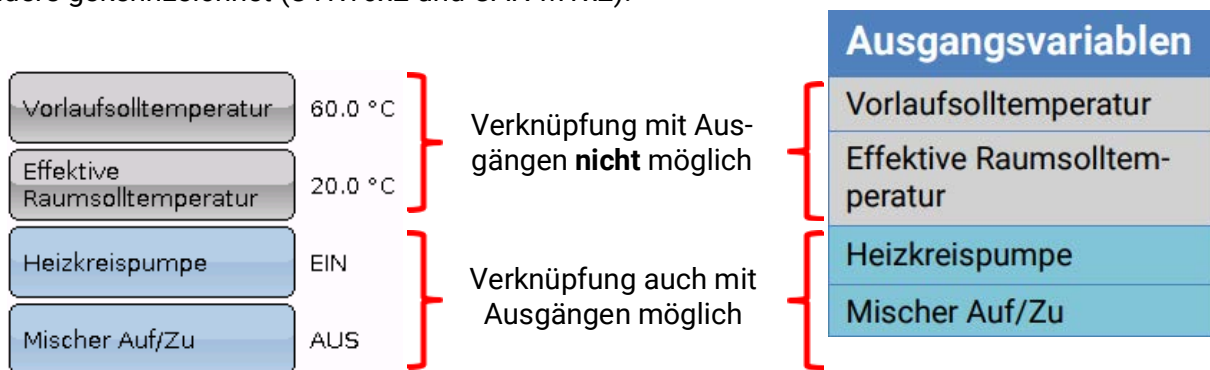 Ausgangsvariablen
Vorlaufsolltemperatur 60.0 °C
Effektive
Raumsolltemperatur 20.0 °C
Heizkreispumpe EIN
Mischer Auf/Zu AUS
Verknüpfung mit Aus-
gängen nicht möglich
Verknüpfung auch mit
Ausgängen möglich
Vorlaufsolltemperatur
Effektive Raumsolltem-
peratur
Heizkreispumpe
Mischer Auf/Zu